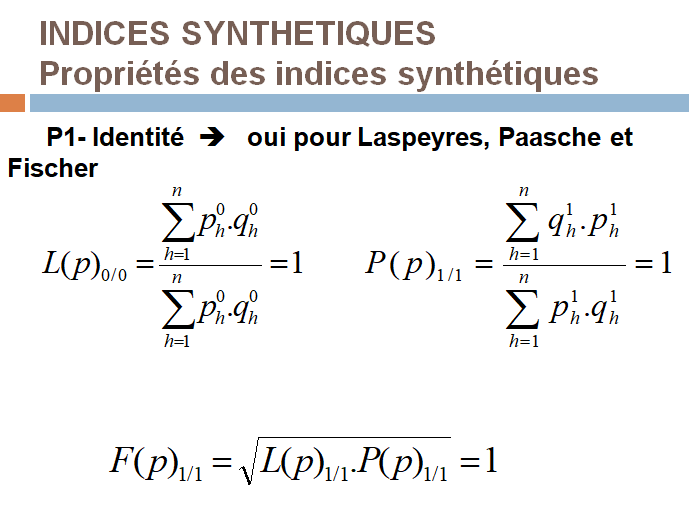 INDICES SYNTHETIQUES
Propriétés des indices synthétiques
P1- Identité ➔ oui pour Laspeyres, Paasche et
Fischer
L(p)_{0/0} = \frac{\sum_{h=1}^{n} p_h^0 . q_h^0}{\sum_{h=1}^{n} p_h^0 . q_h^0} = 1
P(p)_{1/1} = \frac{\sum_{h=1}^{n} q_h^1 . p_h^1}{\sum_{h=1}^{n} p_h^1 . q_h^1} = 1
F(p)_{1/1} = \sqrt{L(p)_{1/1} . P(p)_{1/1}} = 1